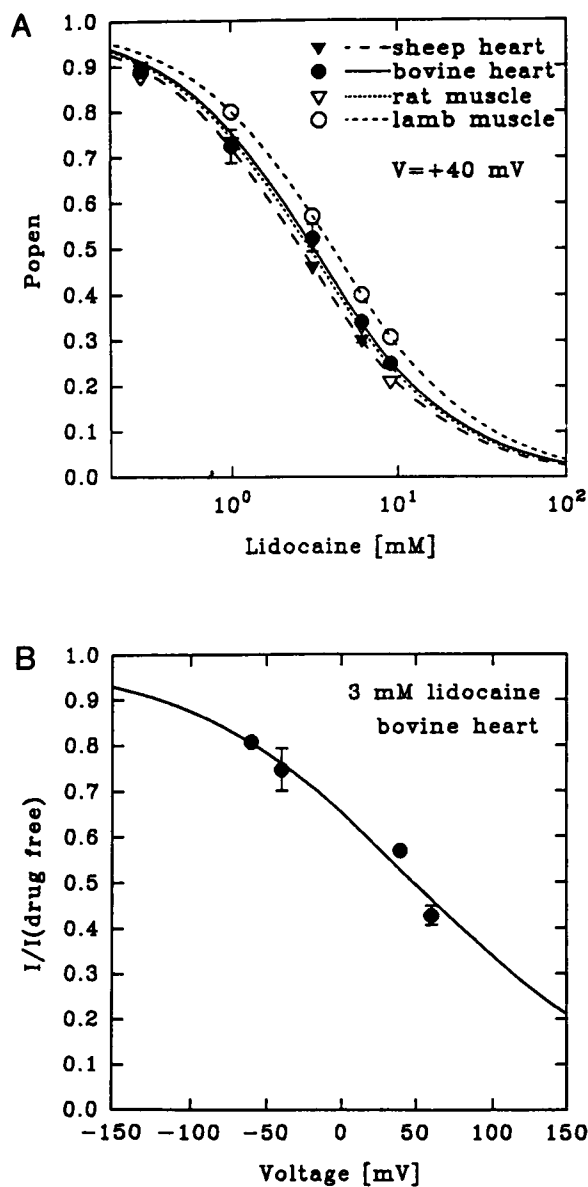 A
1.0
0.9
0.8
0.7
0.6
0.5
0.4
0.3
0.2
0.1
0.0
Popen
sheep heart
bovine heart
rat muscle
lamb muscle
V=+40 mV
10⁰
10¹
10²
Lidocaine [mM]
B
1.0
0.9
0.8
0.7
0.6
0.5
0.4
0.3
0.2
0.1
0.0
I/I(drug free)
3 mM lidocaine
bovine heart
-150 -100 -50 0 50 100 150
Voltage [mV]